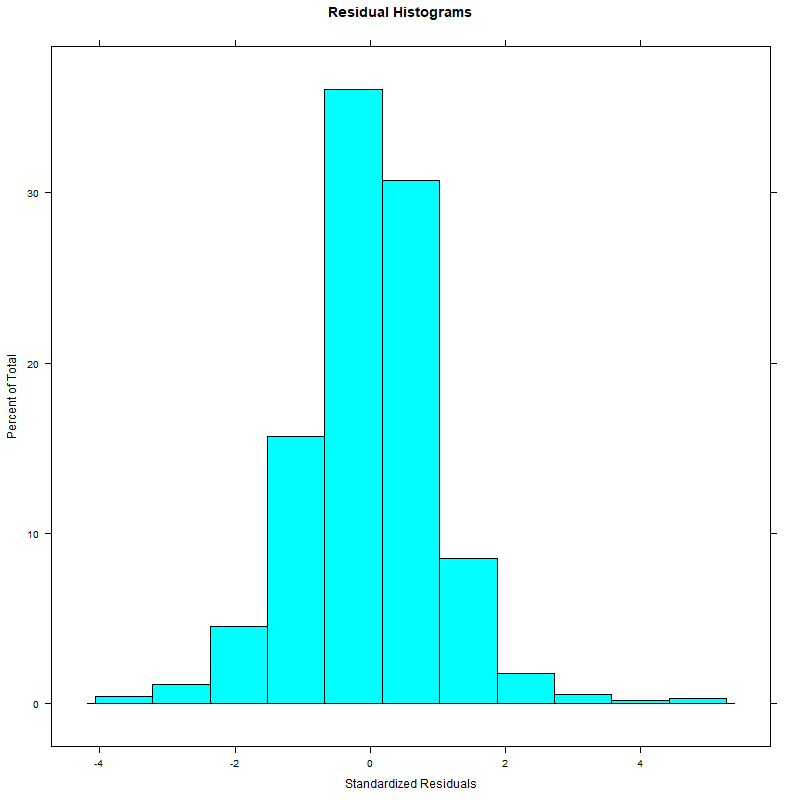 Residual Histograms
Percent of Total
30
20
10
0
-4 -2 0 2 4
Standardized Residuals